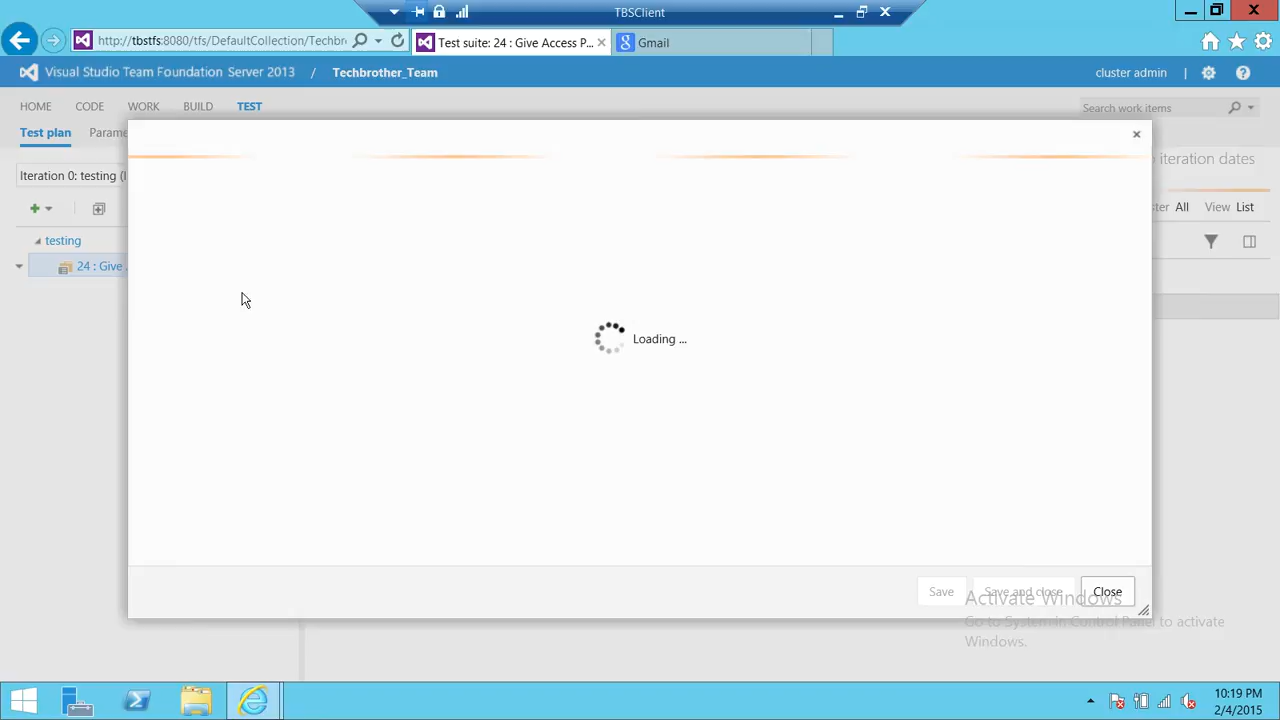 TBSClient
http://tbstfs:8080/tfs/DefaultCollection/Techbr
Test suite: 24 : Give Access P...
Gmail
Visual Studio Team Foundation Server 2013 / Techbrother_Team
cluster admin
HOME CODE WORK BUILD TEST
Search work items
Test plan Parame
iteration dates
Iteration 0: testing (I
All View List
testing
24 : Give
Loading ...
Save Save and close Close
Activate Windows
Go to System in Control Panel to activate
Windows.
10:19 PM
2/4/2015